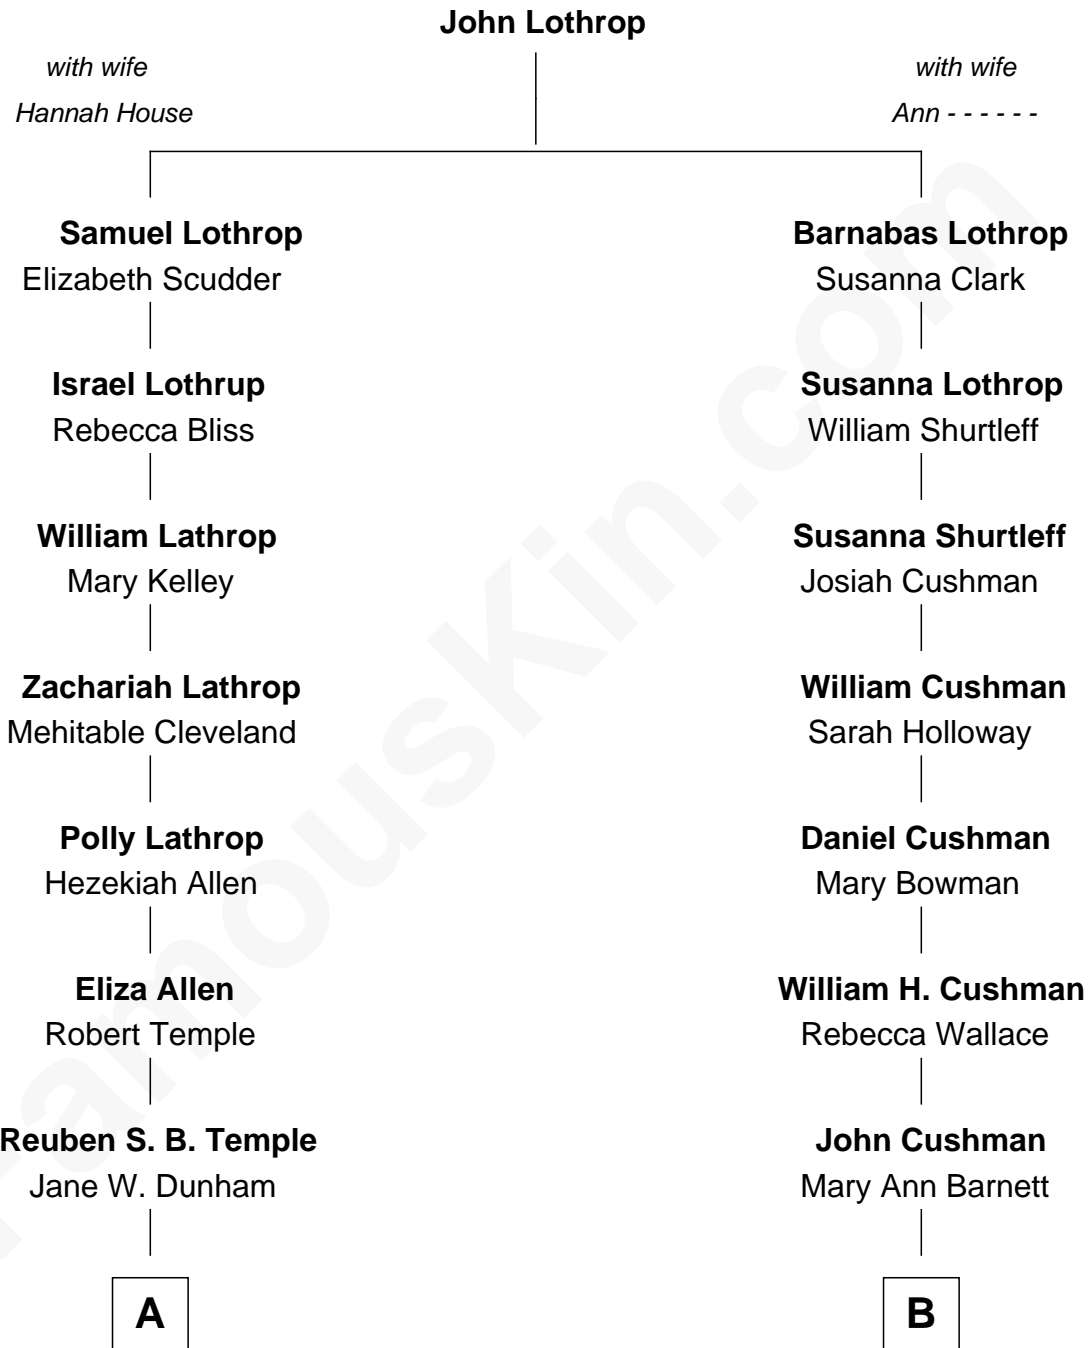 John Lothrop
with wife
Hannah House
with wife
Ann - - - - - -
Samuel Lothrop
Elizabeth Scudder
Barnabas Lothrop
Susanna Clark
Israel Lothrup
Rebecca Bliss
Susanna Lothrop
William Shurtleff
William Lathrop
Mary Kelley
Susanna Shurtleff
Josiah Cushman
Zachariah Lathrop
Mehitable Cleveland
William Cushman
Sarah Holloway
Polly Lathrop
Hezekiah Allen
Daniel Cushman
Mary Bowman
Eliza Allen
Robert Temple
William H. Cushman
Rebecca Wallace
Reuben S. B. Temple
Jane W. Dunham
John Cushman
Mary Ann Barnett
A
B
FamousKin.com